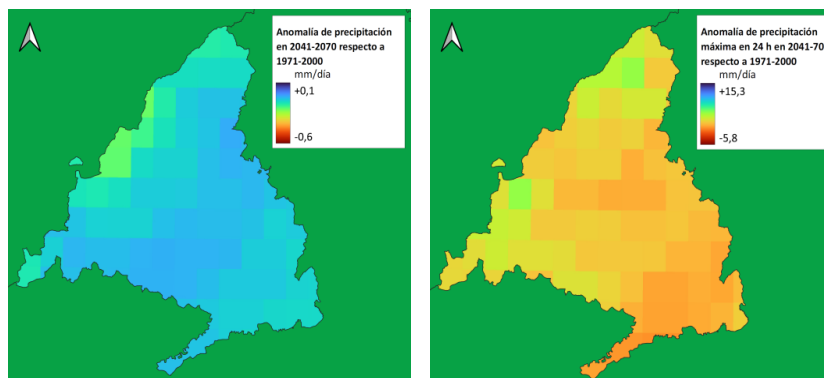 Anomalía de precipitación
en 2041-2070 respecto a
1971-2000
mm/día
+0,1
-0,6
Anomalía de precipitación
máxima en 24 h en 2041-70
respecto a 1971-2000
mm/día
+15,3
-5,8